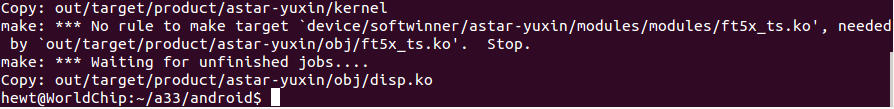 Copy: out/target/product/astar-yuxin/kernel
make: *** No rule to make target `device/softwinner/astar-yuxin/modules/modules/ft5x_ts.ko', needed
by `out/target/product/astar-yuxin/obj/ft5x_ts.ko'.  Stop.
make: *** Waiting for unfinished jobs....
Copy: out/target/product/astar-yuxin/obj/disp.ko
hewt@WorldChip:~/a33/android$